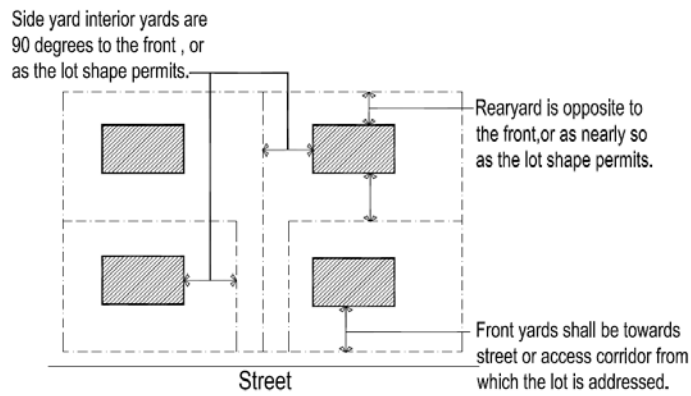 Side yard interior yards are
90 degrees to the front , or
as the lot shape permits.
Rearyard is opposite to
the front,or as nearly so
as the lot shape permits.
Front yards shall be towards
street or access corridor from
which the lot is addressed.
Street